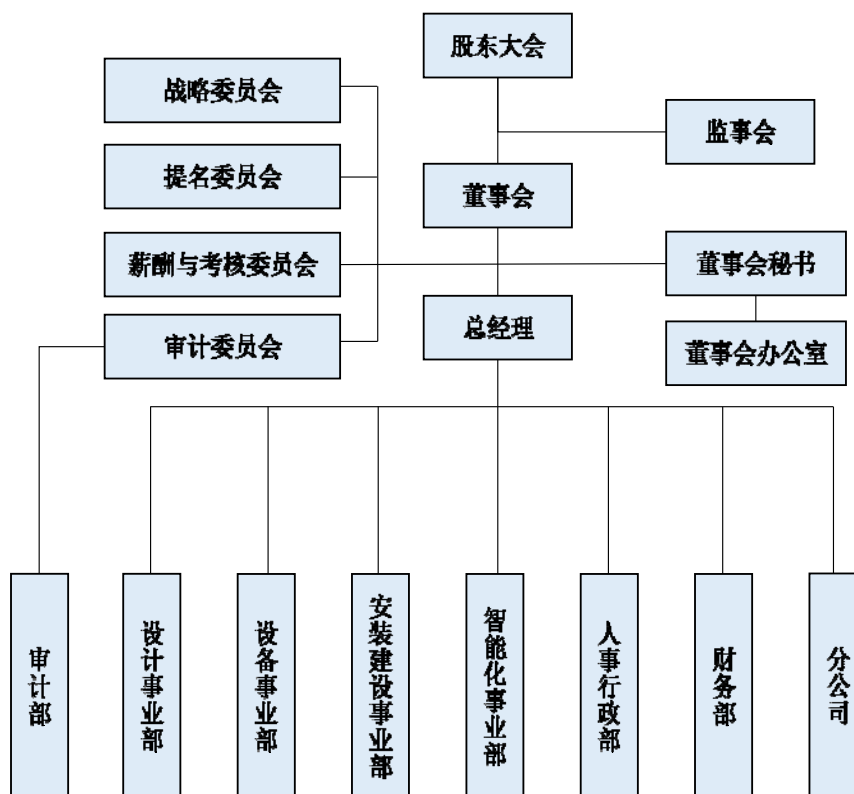 股东大会
战略委员会
监事会
提名委员会
董事会
薪酬与考核委员会
董事会秘书
总经理
审计委员会
董事会办公室
审计部
设计事业部
设备事业部
安装建设事业部
智能化事业部
人事行政部
财务部
分公司